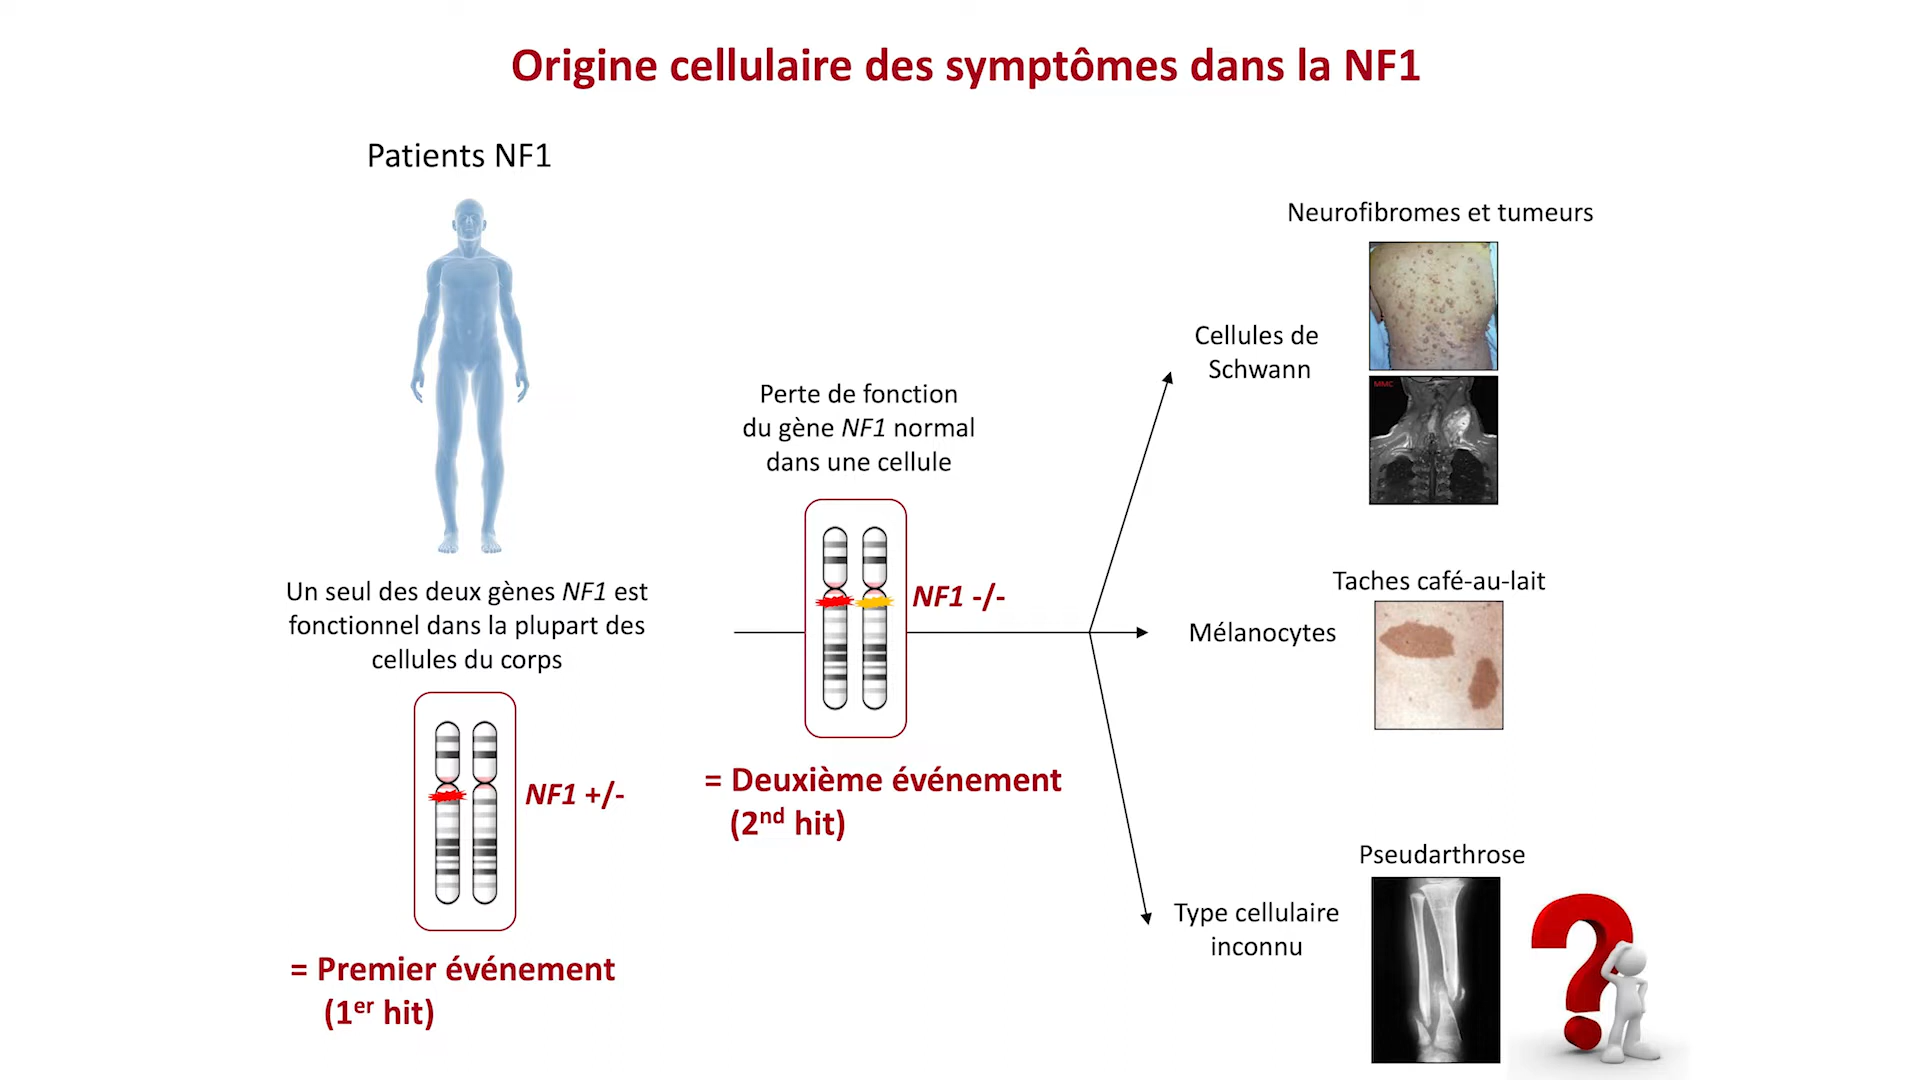 Origine cellulaire des symptômes dans la NF1
Patients NF1
Un seul des deux gènes NF1 est
fonctionnel dans la plupart des
cellules du corps
NF1 +/-
= Premier événement
(1er hit)
Perte de fonction
du gène NF1 normal
dans une cellule
NF1 -/-
= Deuxième événement
(2nd hit)
Neurofibromes et tumeurs
Cellules de
Schwann
MMC
Taches café-au-lait
Mélanocytes
Pseudarthrose
Type cellulaire
inconnu
?